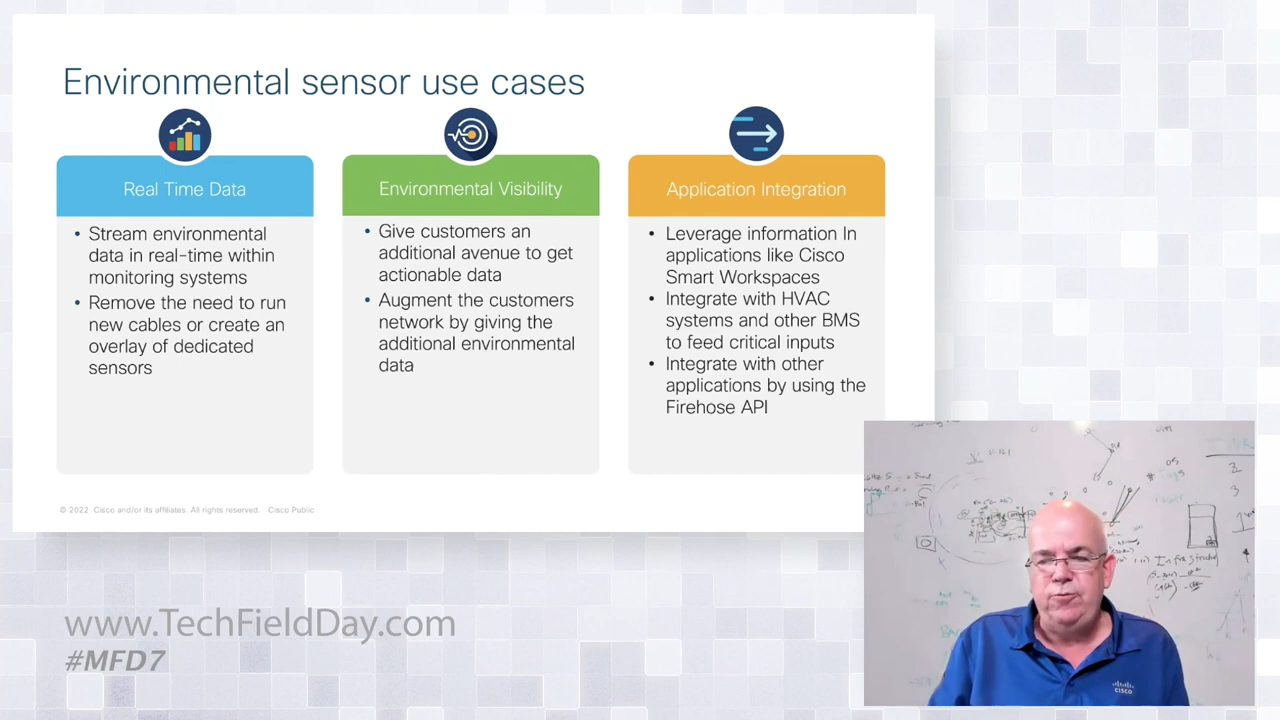 Environmental sensor use cases
Real Time Data
• Stream environmental
data in real-time within
monitoring systems
• Remove the need to run
new cables or create an
overlay of dedicated
sensors
Environmental Visibility
• Give customers an
additional avenue to get
actionable data
• Augment the customers
network by giving the
additional environmental
data
Application Integration
• Leverage information In
applications like Cisco
Smart Workspaces
• Integrate with HVAC
systems and other BMS
to feed critical inputs
• Integrate with other
applications by using the
Firehose API
© 2022 Cisco and/or its affiliates. All rights reserved. Cisco Public
www.TechFieldDay.com
#MFD7
CISCO